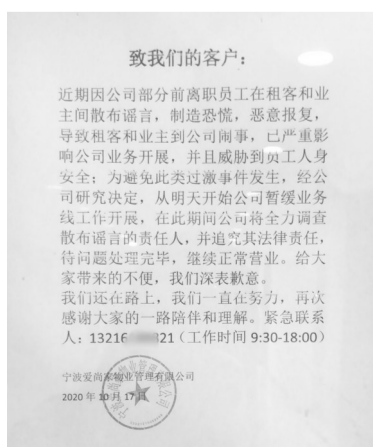 致我们的客户：
近期因公司部分前离职员工在租客和业
主间散布谣言，制造恐慌，恶意报复，
导致租客和业主到公司闹事，已严重影
响公司业务开展，并且威胁到员工人身
安全；为避免此类过激事件发生，经公
司研究决定，从明天开始公司暂缓业务
线工作开展，在此期间公司将全力调查
散布谣言的责任人，并追究其法律责任，
待问题处理完毕，继续正常营业。给大
家带来的不便，我们深表歉意。
我们还在路上，我们一直在努力，再次
感谢大家的一路陪伴和理解。紧急联系
人：13216 21（工作时间 9:30-18:00）
宁波爱尚家物业管理有限公司
2020 年 10 月 17 日